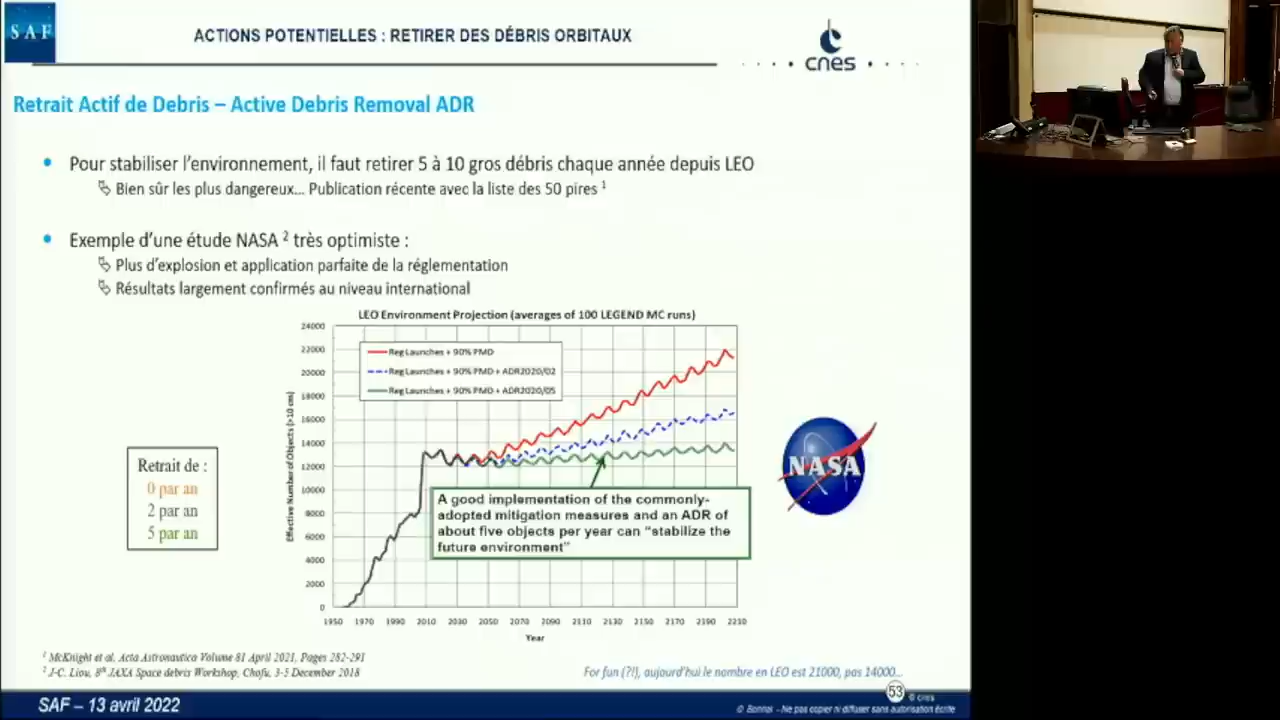 SAF
ACTIONS POTENTIELLES : RETIRER DES DÉBRIS ORBITAUX
cnes
Retrait Actif de Debris – Active Debris Removal ADR
Pour stabiliser l'environnement, il faut retirer 5 à 10 gros débris chaque année depuis LEO
Bien sûr les plus dangereux... Publication récente avec la liste des 50 pires 1
Exemple d'une étude NASA 2 très optimiste :
Plus d'explosion et application parfaite de la réglementation
Résultats largement confirmés au niveau international
LEO Environment Projection (averages of 100 LEGEND MC runs)
Effective Number of Objects (>10 cm)
24000
22000
20000
18000
16000
14000
12000
10000
8000
6000
4000
2000
0
Reg Launches + 90% PMD
Reg Launches + 90% PMD + ADR2020/02
Reg Launches + 90% PMD + ADR2020/05
A good implementation of the commonly-
adopted mitigation measures and an ADR of
about five objects per year can "stabilize the
future environment"
1950 1970 1990 2010 2030 2050 2070 2090 2110 2130 2150 2170 2190 2210
Year
Retrait de :
0 par an
2 par an
5 par an
NASA
1 McKnight et al. Acta Astronautica Volume 81 April 2021, Pages 282-291
2 J-C. Liou, 8th JAXA Space debris Workshop, Chofu, 3-5 December 2018
For fun (?!), aujourd'hui le nombre en LEO est 21000, pas 14000...
SAF – 13 avril 2022
53
© cnes
© Bonnal - Ne pas copier ni diffuser sans autorisation écrite